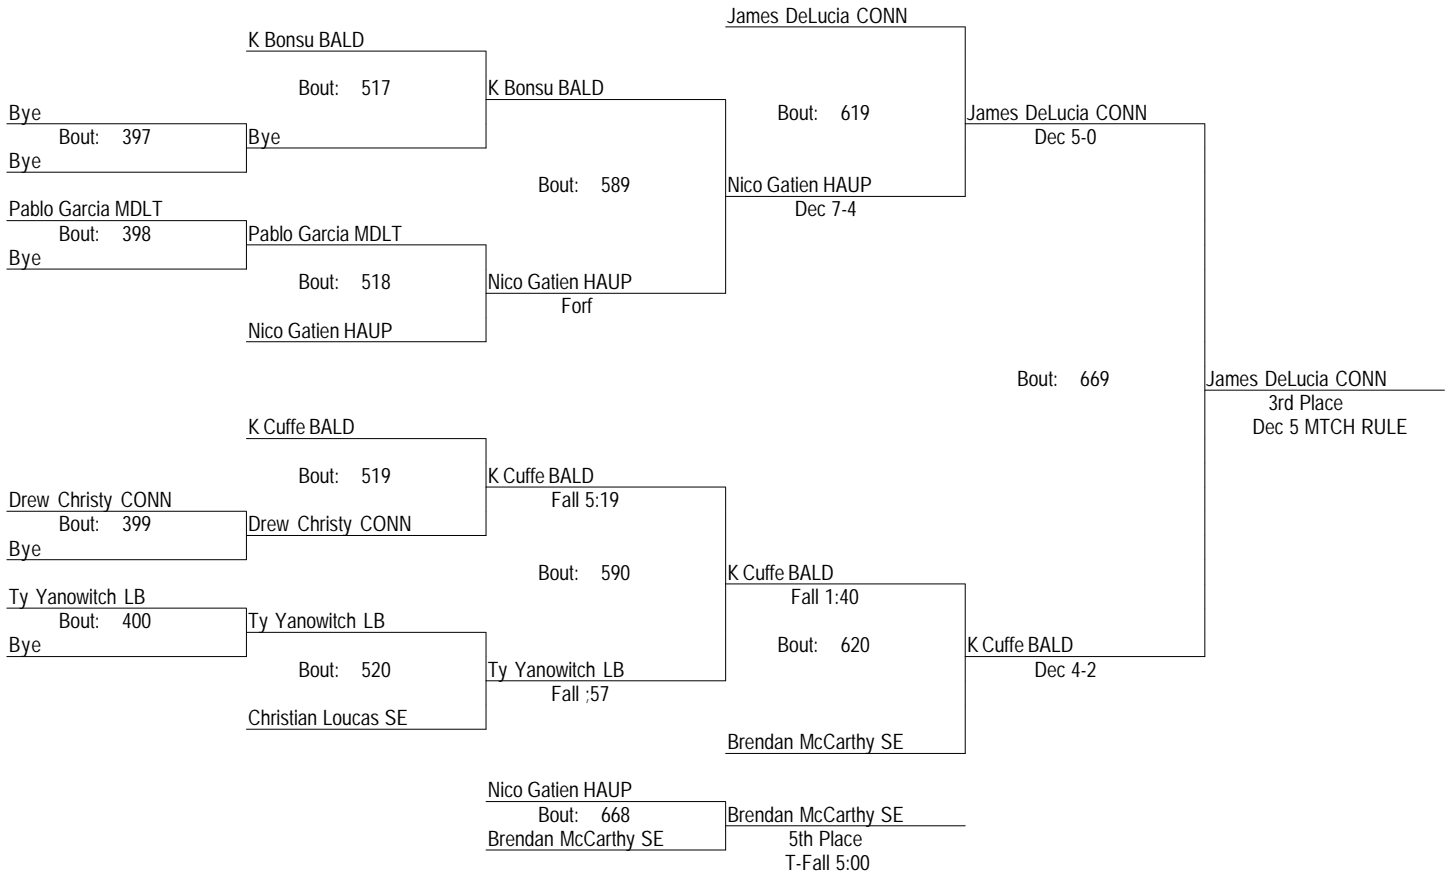 James DeLucia CONN
K Bonsu BALD
Bout: 517
K Bonsu BALD
Bye
Bout: 397
Bye
Bye
Bout: 619
James DeLucia CONN
Dec 5-0
Bout: 589
Nico Gatien HAUP
Dec 7-4
Pablo Garcia MDLT
Bout: 398
Bye
Pablo Garcia MDLT
Bout: 518
Nico Gatien HAUP
Forf
Nico Gatien HAUP
Bout: 669
James DeLucia CONN
3rd Place
Dec 5 MTCH RULE
K Cuffe BALD
Bout: 519
K Cuffe BALD
Fall 5:19
Drew Christy CONN
Bout: 399
Bye
Drew Christy CONN
Bout: 590
K Cuffe BALD
Fall 1:40
Ty Yanowitch LB
Bout: 400
Bye
Ty Yanowitch LB
Bout: 520
Ty Yanowitch LB
Fall ;57
Christian Loucas SE
Bout: 620
K Cuffe BALD
Dec 4-2
Brendan McCarthy SE
Nico Gatien HAUP
Bout: 668
Brendan McCarthy SE
Brendan McCarthy SE
5th Place
T-Fall 5:00